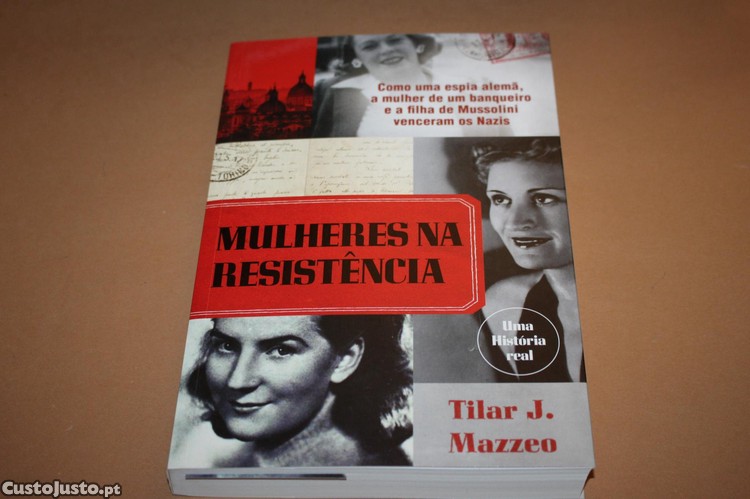 Como uma espia alemã,
a mulher de um banqueiro
e a filha de Mussolini
venceram os Nazis
MULHERES NA
RESISTÊNCIA
Uma
História
real
Tilar J.
Mazzeo
CustoJusto.pt